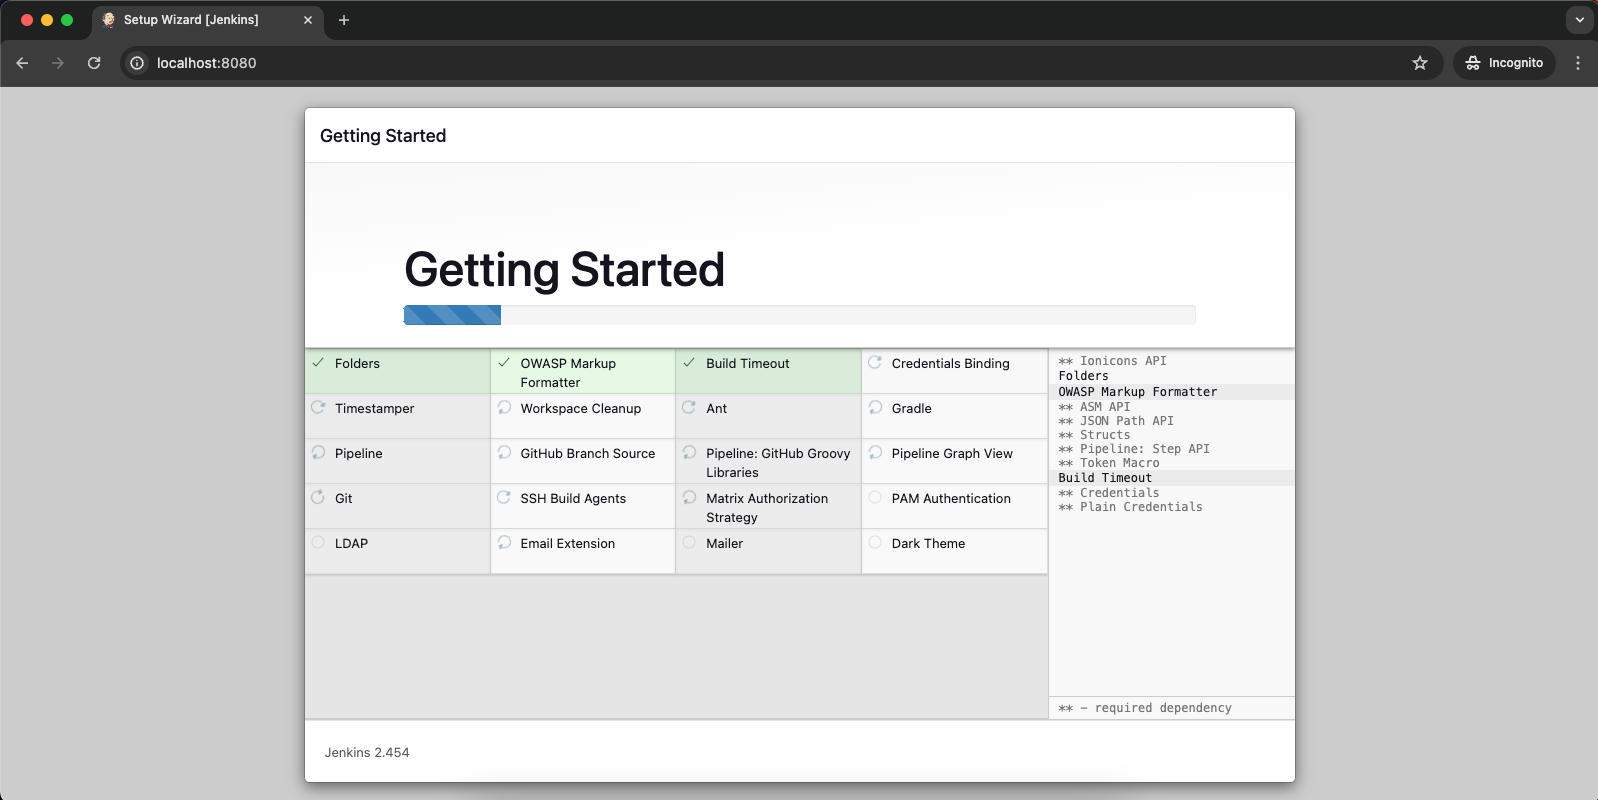 Setup Wizard [Jenkins]
localhost:8080
Incognito
Getting Started
Getting Started
Folders
OWASP Markup
Formatter
Build Timeout
Credentials Binding
Timestamper
Workspace Cleanup
Ant
Gradle
Pipeline
GitHub Branch Source
Pipeline: GitHub Groovy
Libraries
Pipeline Graph View
Git
SSH Build Agents
Matrix Authorization
Strategy
PAM Authentication
LDAP
Email Extension
Mailer
Dark Theme
** Ionicons API
Folders
OWASP Markup Formatter
** ASM API
** JSON Path API
** Structs
** Pipeline: Step API
** Token Macro
Build Timeout
** Credentials
** Plain Credentials
** - required dependency
Jenkins 2.454